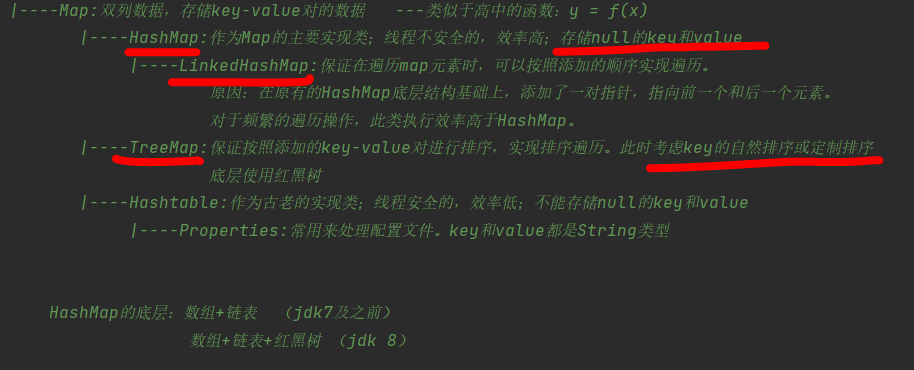 |----Map:双列数据，存储key-value对的数据   ---类似于高中的函数：y = f(x)
|----HashMap:作为Map的主要实现类；线程不安全的，效率高；存储null的key和value
|----LinkedHashMap:保证在遍历map元素时，可以按照添加的顺序实现遍历。
原因：在原有的HashMap底层结构基础上，添加了一对指针，指向前一个和后一个元素。
对于频繁的遍历操作，此类执行效率高于HashMap。
|----TreeMap:保证按照添加的key-value对进行排序，实现排序遍历。此时考虑key的自然排序或定制排序
底层使用红黑树
|----Hashtable:作为古老的实现类；线程安全的，效率低；不能存储null的key和value
|----Properties:常用来处理配置文件。key和value都是String类型
HashMap的底层：数组+链表  （jdk7及之前）
数组+链表+红黑树 （jdk 8）